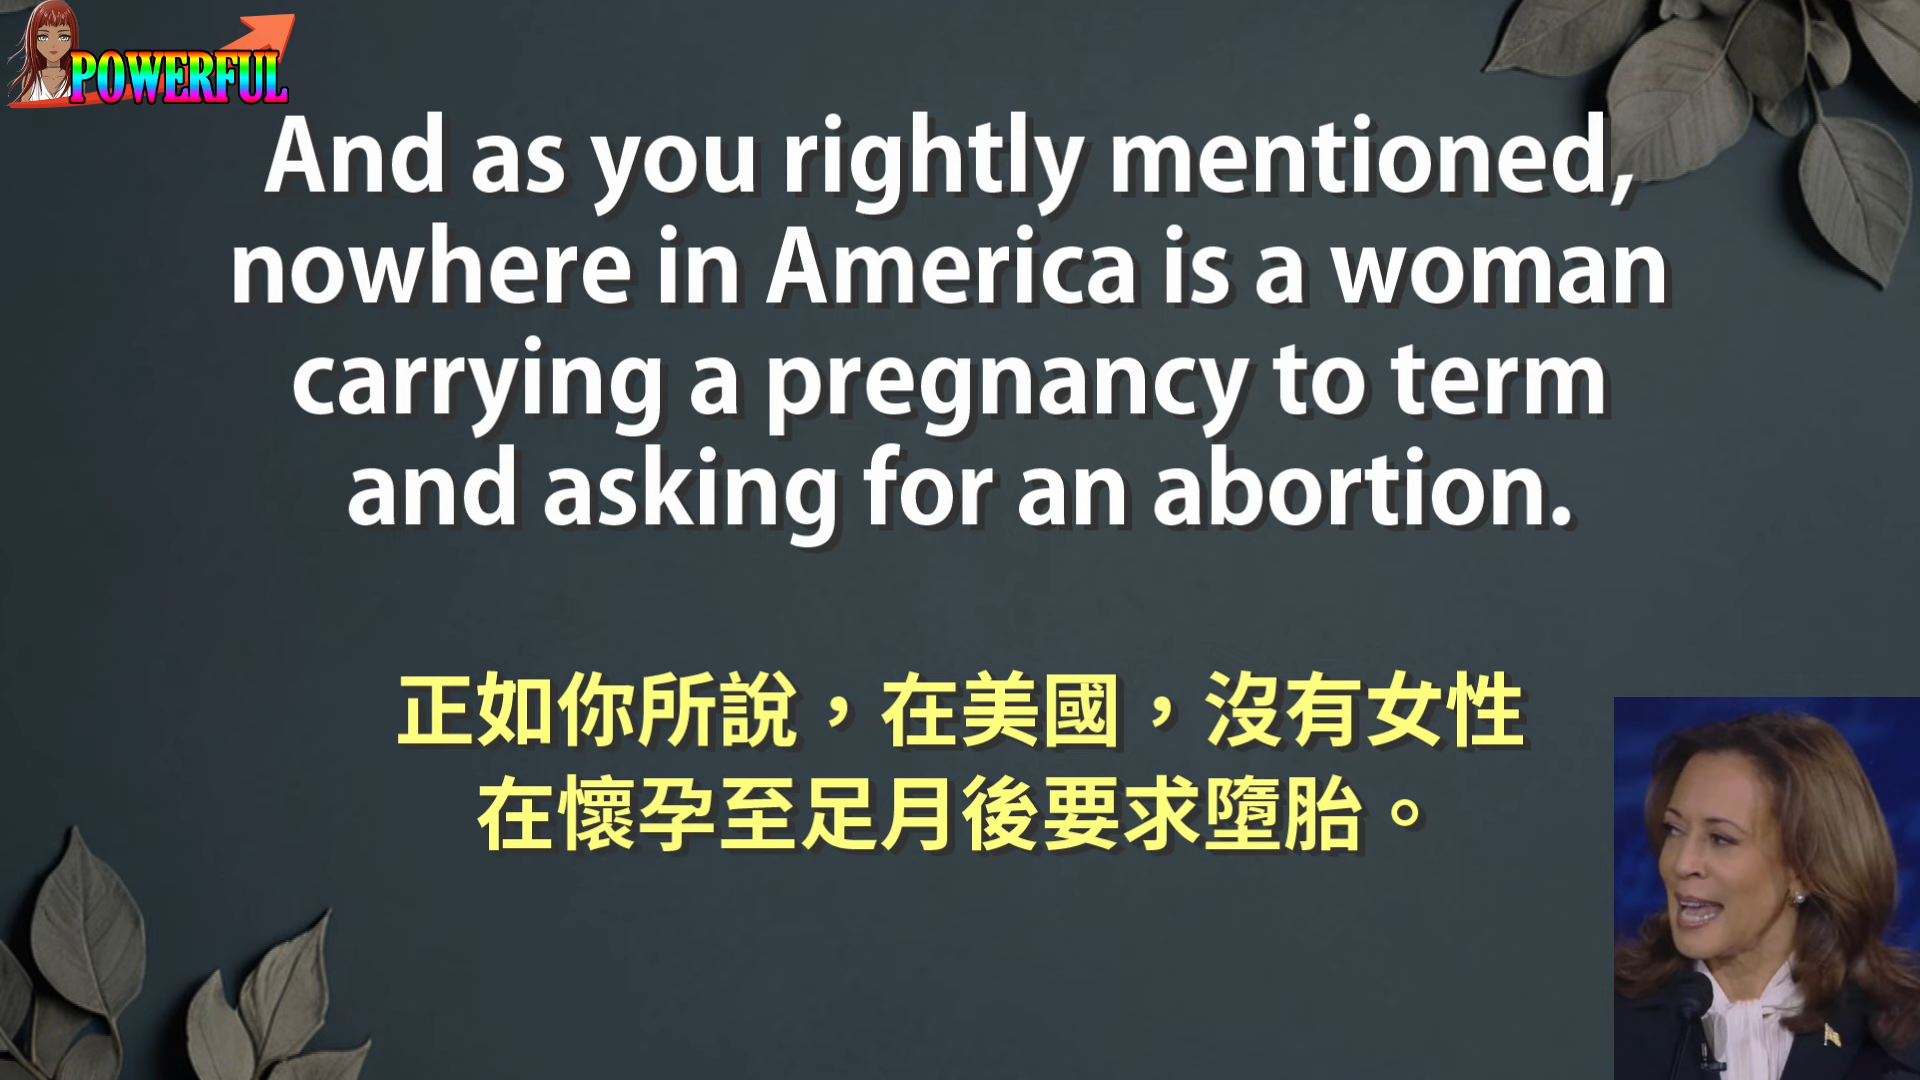 POWERFUL
And as you rightly mentioned,
nowhere in America is a woman
carrying a pregnancy to term
and asking for an abortion.
正如你所說，在美國，沒有女性
在懷孕至足月後要求墮胎。